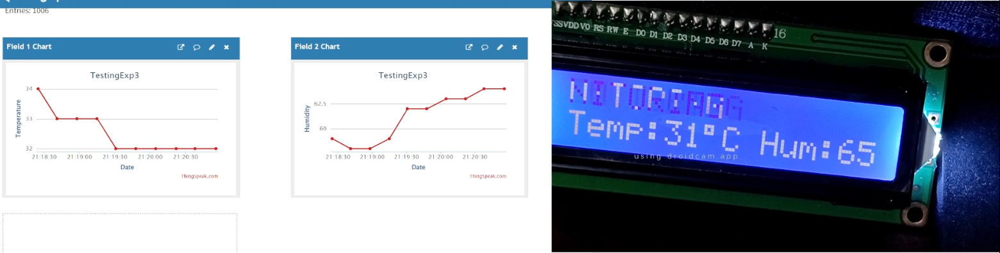 Entries: 1006
Field 1 Chart
TestingExp3
Temperature
34
33
32
21:18:30 21:19:00 21:19:30 21:20:00 21:20:30
Date
ThingSpeak.com
Field 2 Chart
TestingExp3
Humidity
62.5
60
21:18:30 21:19:00 21:19:30 21:20:00 21:20:30
Date
ThingSpeak.com
VDD VO RS RW E D0 D1 D2 D3 D4 D5 D6 D7 A K 16
Temp:31°C Hum:65
using droidcam app